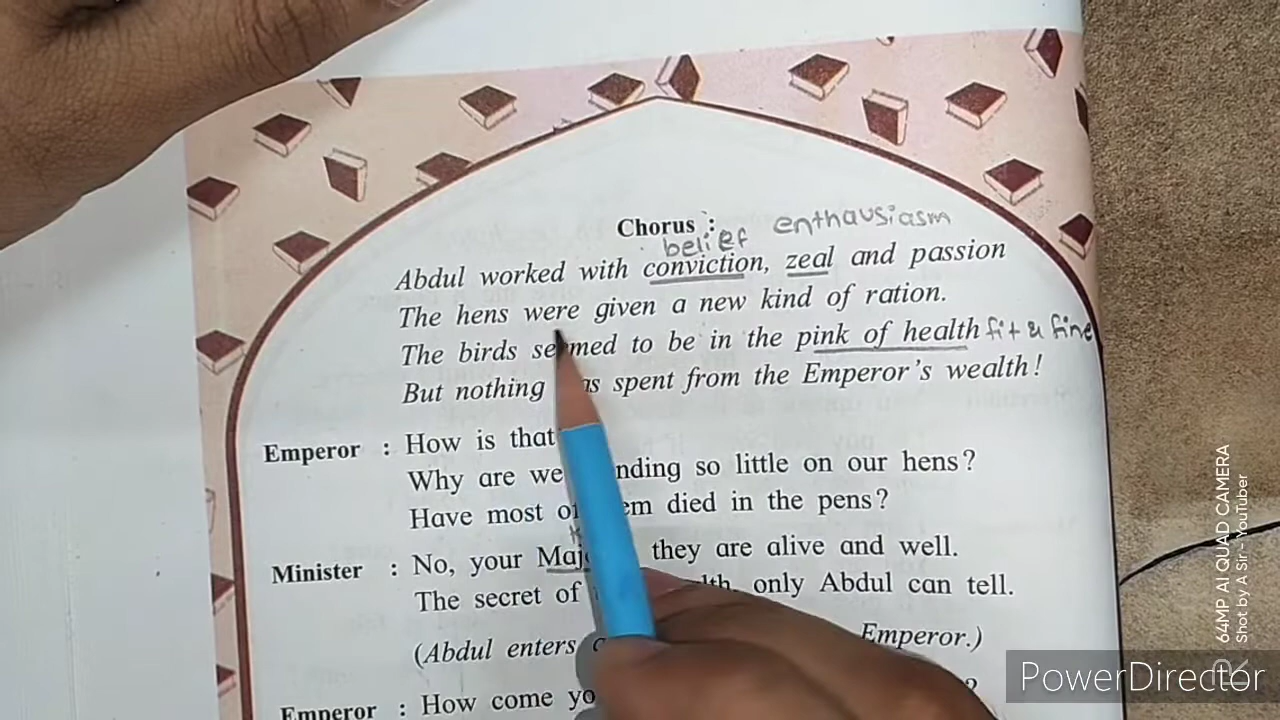 Chorus :
enthausiasm
belief
Abdul worked with conviction, zeal and passion
The hens were given a new kind of ration.
The birds seemed to be in the pink of health fit & fine
But nothing as spent from the Emperor's wealth!
Emperor : How is that
Why are we nding so little on our hens?
Have most of em died in the pens?
Minister : No, your Maj they are alive and well.
The secret of lth, only Abdul can tell.
(Abdul enters Emperor.)
Emperor : How come yo ?
64MP AI QUAD CAMERA
Shot by A Sir - YouTuber
PowerDirector